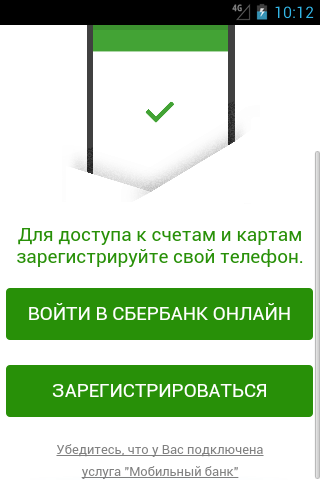 4G 10:12
Для доступа к счетам и картам
зарегистрируйте свой телефон.
ВОЙТИ В СБЕРБАНК ОНЛАЙН
ЗАРЕГИСТРИРОВАТЬСЯ
Убедитесь, что у Вас подключена
услуга "Мобильный банк"